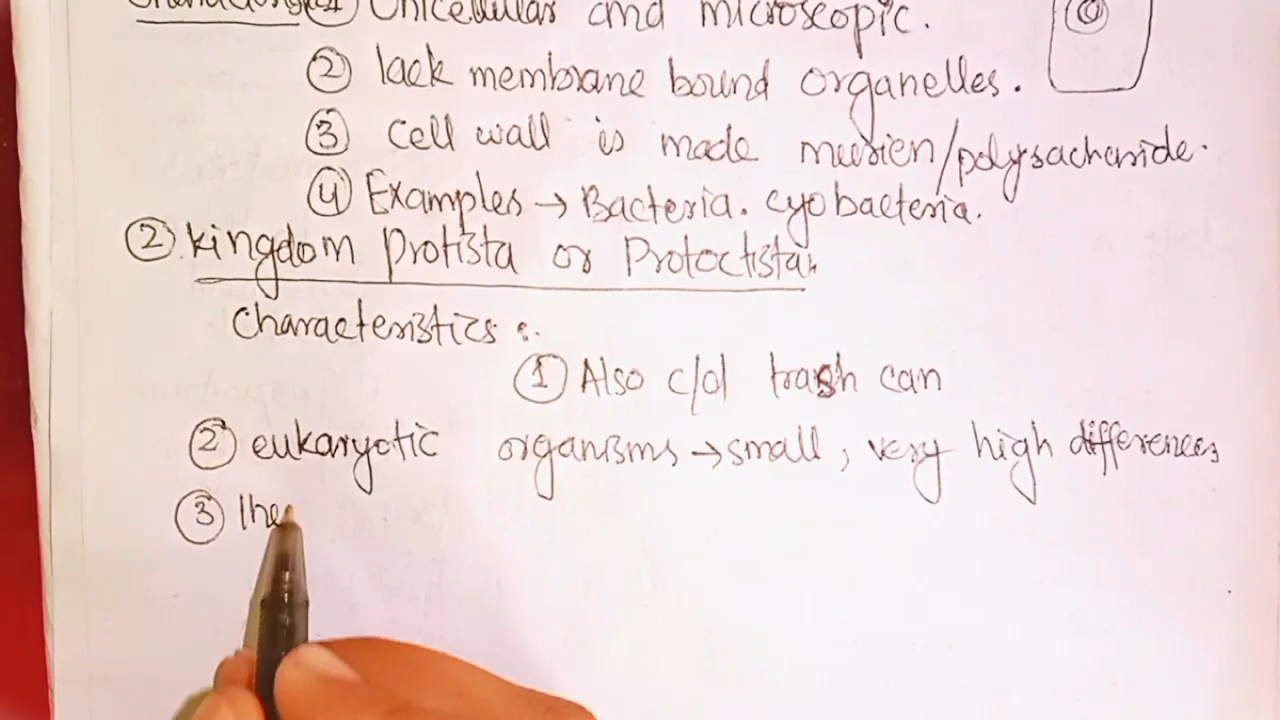 ① Unicellular and microscopic.
② lack membrane bound organelles.
③ Cell wall is made murien/polysacharide.
④ Examples → Bacteria. cyobacteria.
② Kingdom Protista or Protoctista
Characteristics :
① Also c/d trash can
② eukaryotic organisms → small, very high differences
③ The